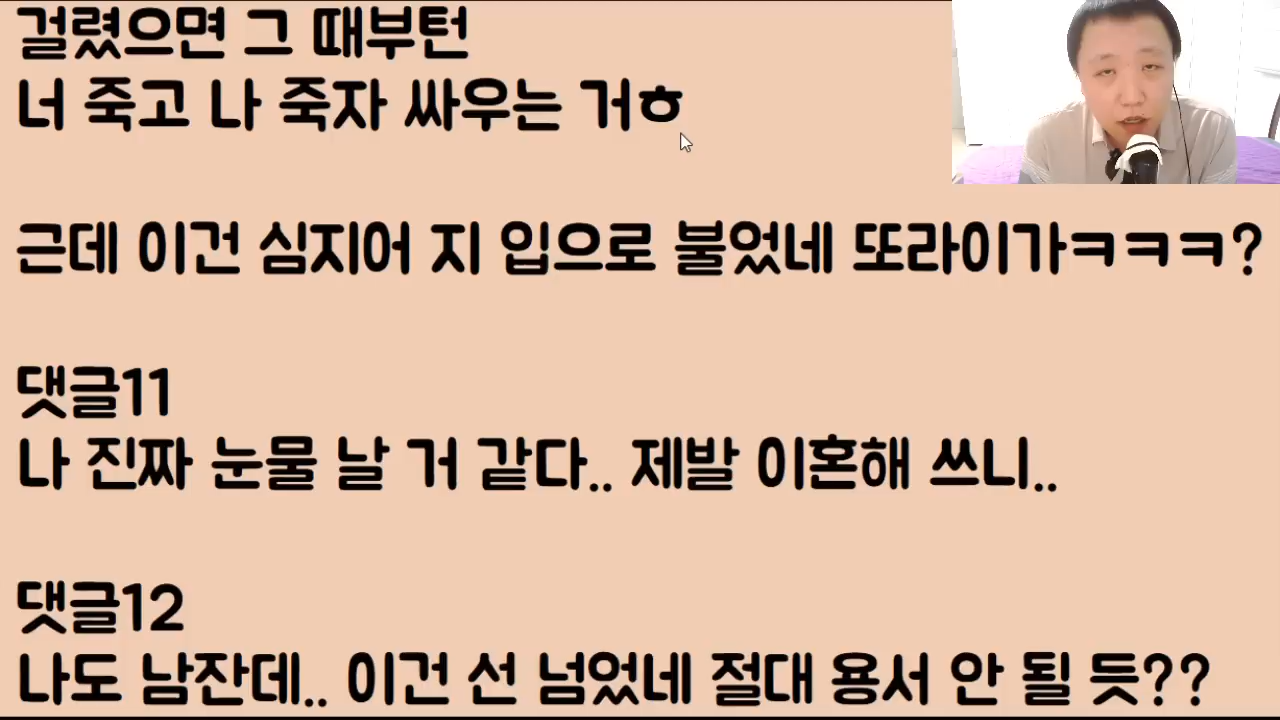 걸렸으면 그 때부턴
너 죽고 나 죽자 싸우는 거ㅎ
근데 이건 심지어 지 입으로 불었네 또라이가ㅋㅋㅋ?
댓글11
나 진짜 눈물 날 거 같다.. 제발 이혼해 쓰니..
댓글12
나도 남잔데.. 이건 선 넘었네 절대 용서 안 될 듯??